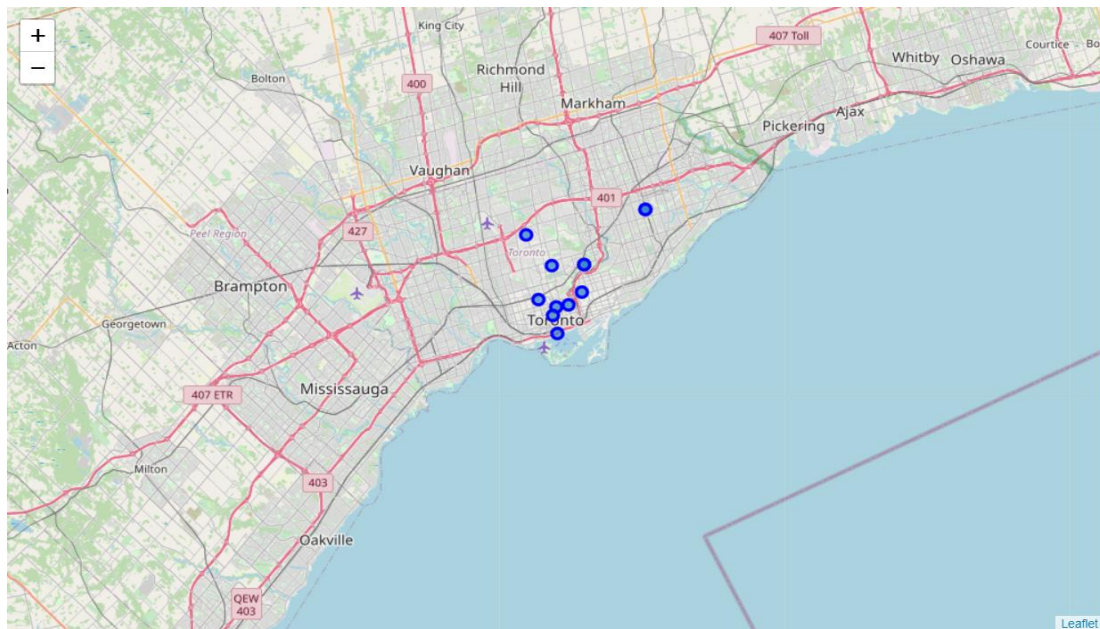 +
−
King City
407 Toll
Whitby
Oshawa
Courtice
Bo
Bolton
400
Richmond
Hill
Markham
Ajax
Pickering
Vaughan
401
Peel Region
427
Toronto
Brampton
Georgetown
Toronto
Acton
Mississauga
407 ETR
Milton
403
Oakville
QEW
403
Leaflet